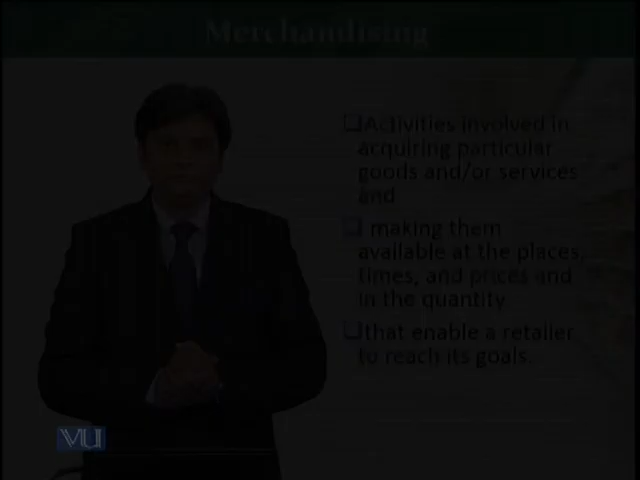 Merchandising
Activities involved in
acquiring particular
goods and/or services
and
making them
available at the places,
times, and prices and
in the quantity
that enable a retailer
to reach its goals.
VU